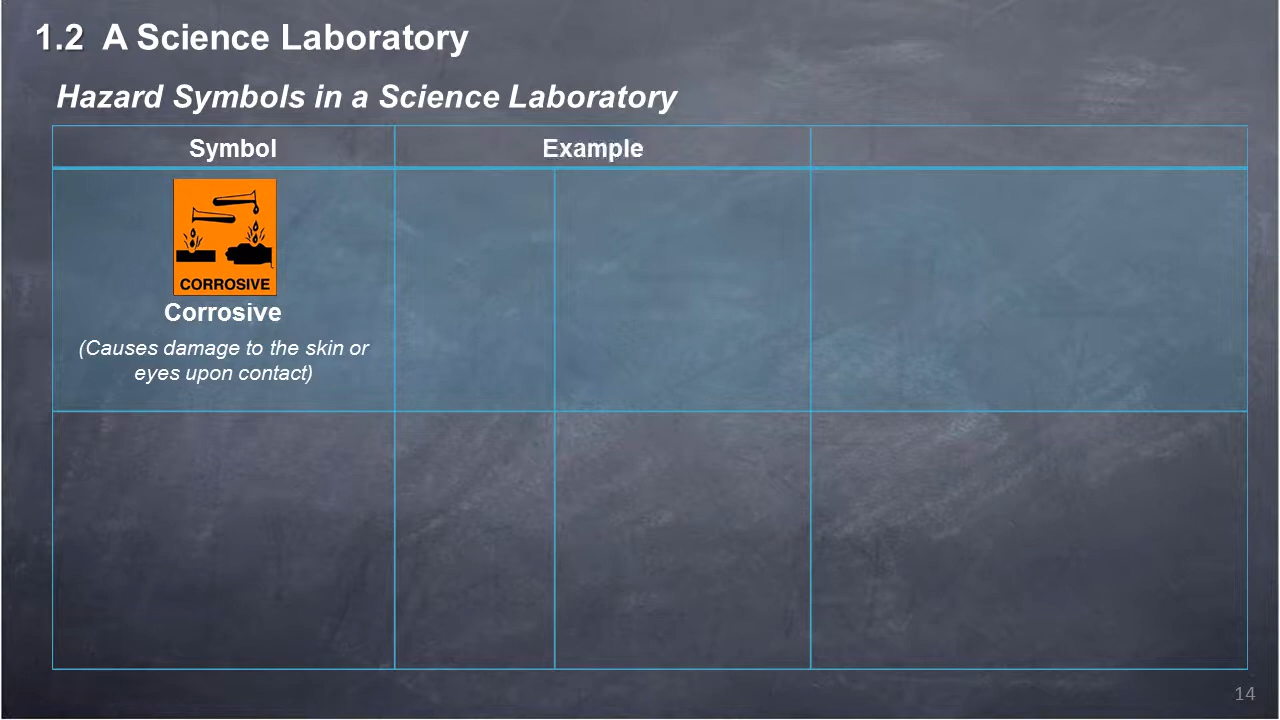 1.2 A Science Laboratory
Hazard Symbols in a Science Laboratory
Symbol
Example
CORROSIVE
Corrosive
(Causes damage to the skin or
eyes upon contact)
14